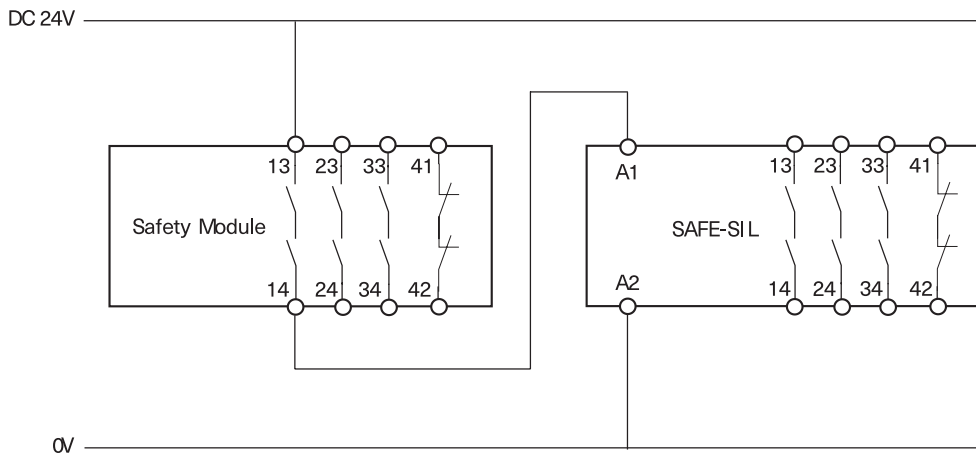 DC 24V
13 23 33 41
Safety Module
14 24 34 42
A1
13 23 33 41
SAFE-SIL
A2
14 24 34 42
0V